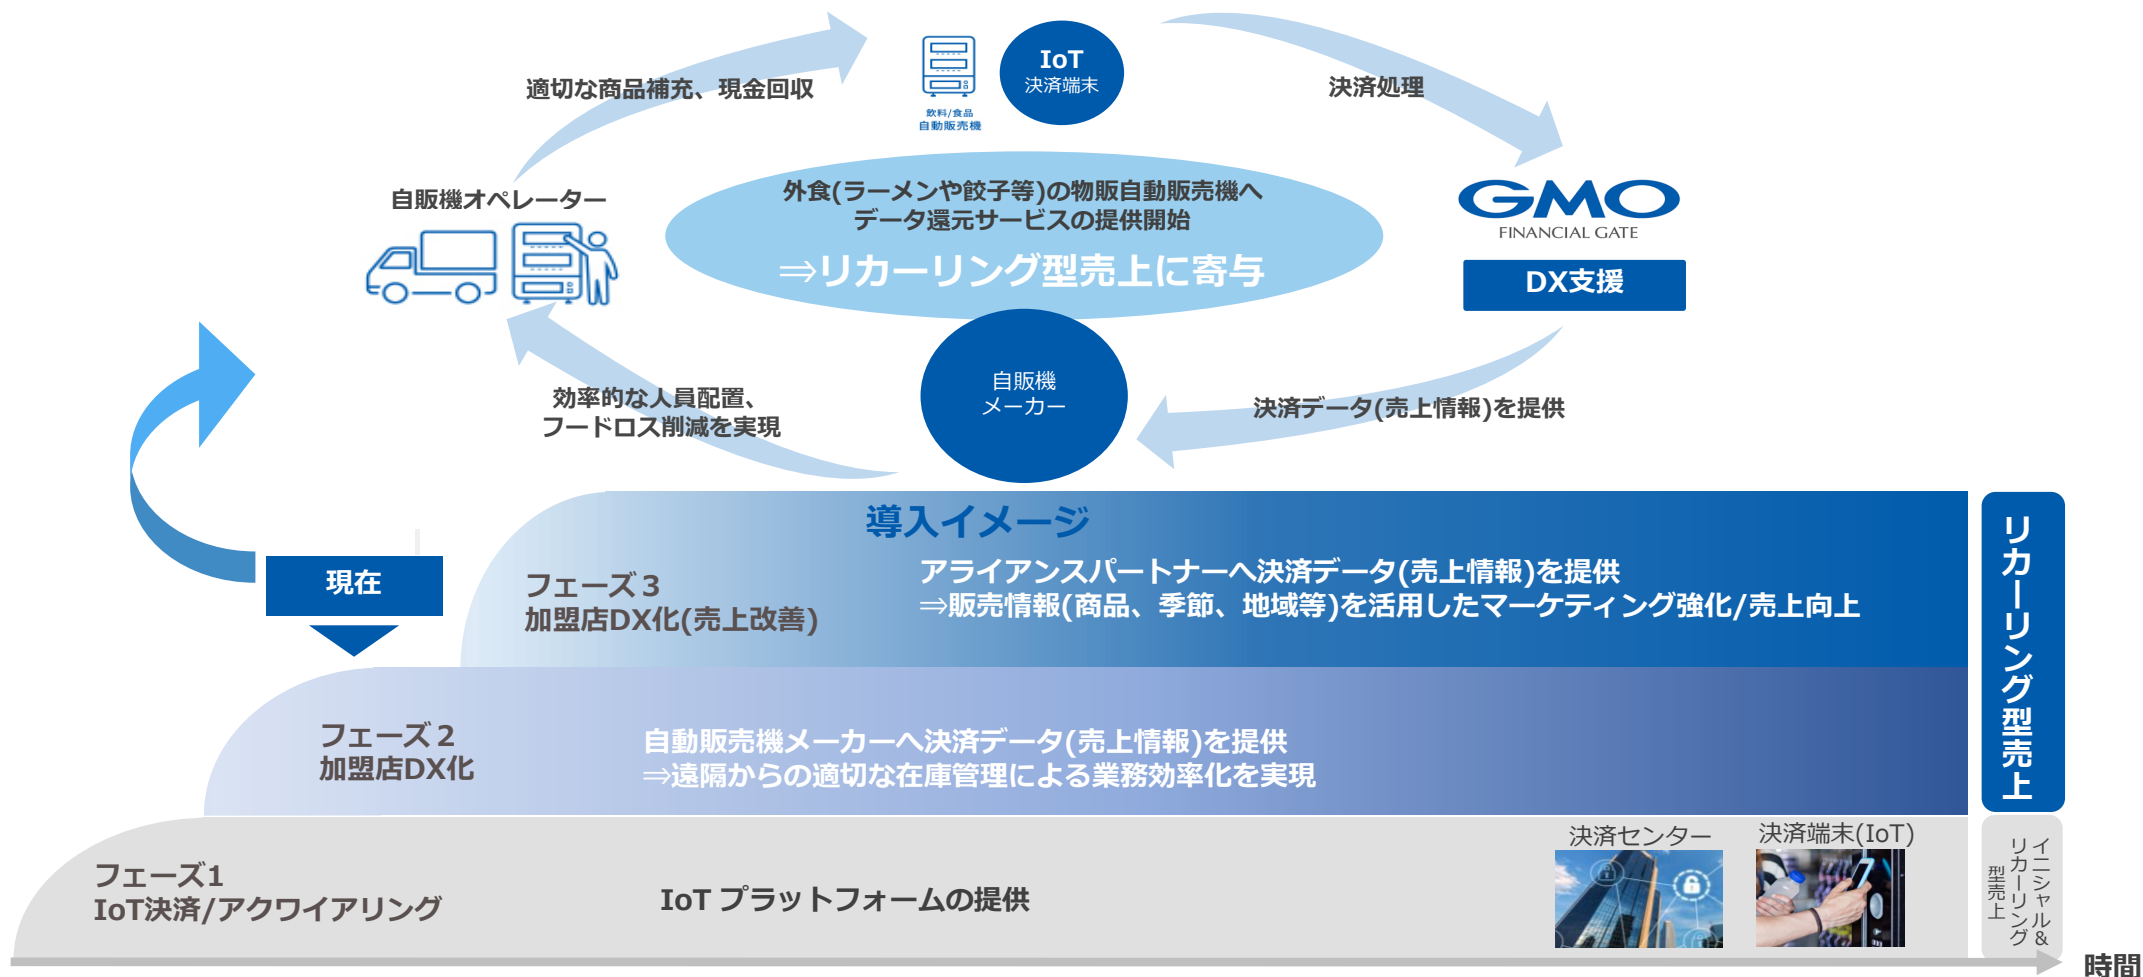 適切な商品補充、現金回収
飲料/食品
自動販売機
IoT
決済端末
決済処理
自販機オペレーター
外食(ラーメンや餃子等)の物販自動販売機へ
データ還元サービスの提供開始
⇒リカーリング型売上に寄与
GMO
FINANCIAL GATE
DX支援
効率的な人員配置、
フードロス削減を実現
自販機
メーカー
決済データ(売上情報)を提供
導入イメージ
現在
フェーズ３
加盟店DX化(売上改善)
アライアンスパートナーへ決済データ(売上情報)を提供
⇒販売情報(商品、季節、地域等)を活用したマーケティング強化/売上向上
リカーリング型売上
フェーズ２
加盟店DX化
自動販売機メーカーへ決済データ(売上情報)を提供
⇒遠隔からの適切な在庫管理による業務効率化を実現
フェーズ1
IoT決済/アクワイアリング
IoT プラットフォームの提供
決済センター
決済端末(IoT)
イニシャル&
リカーリング
型売上
時間